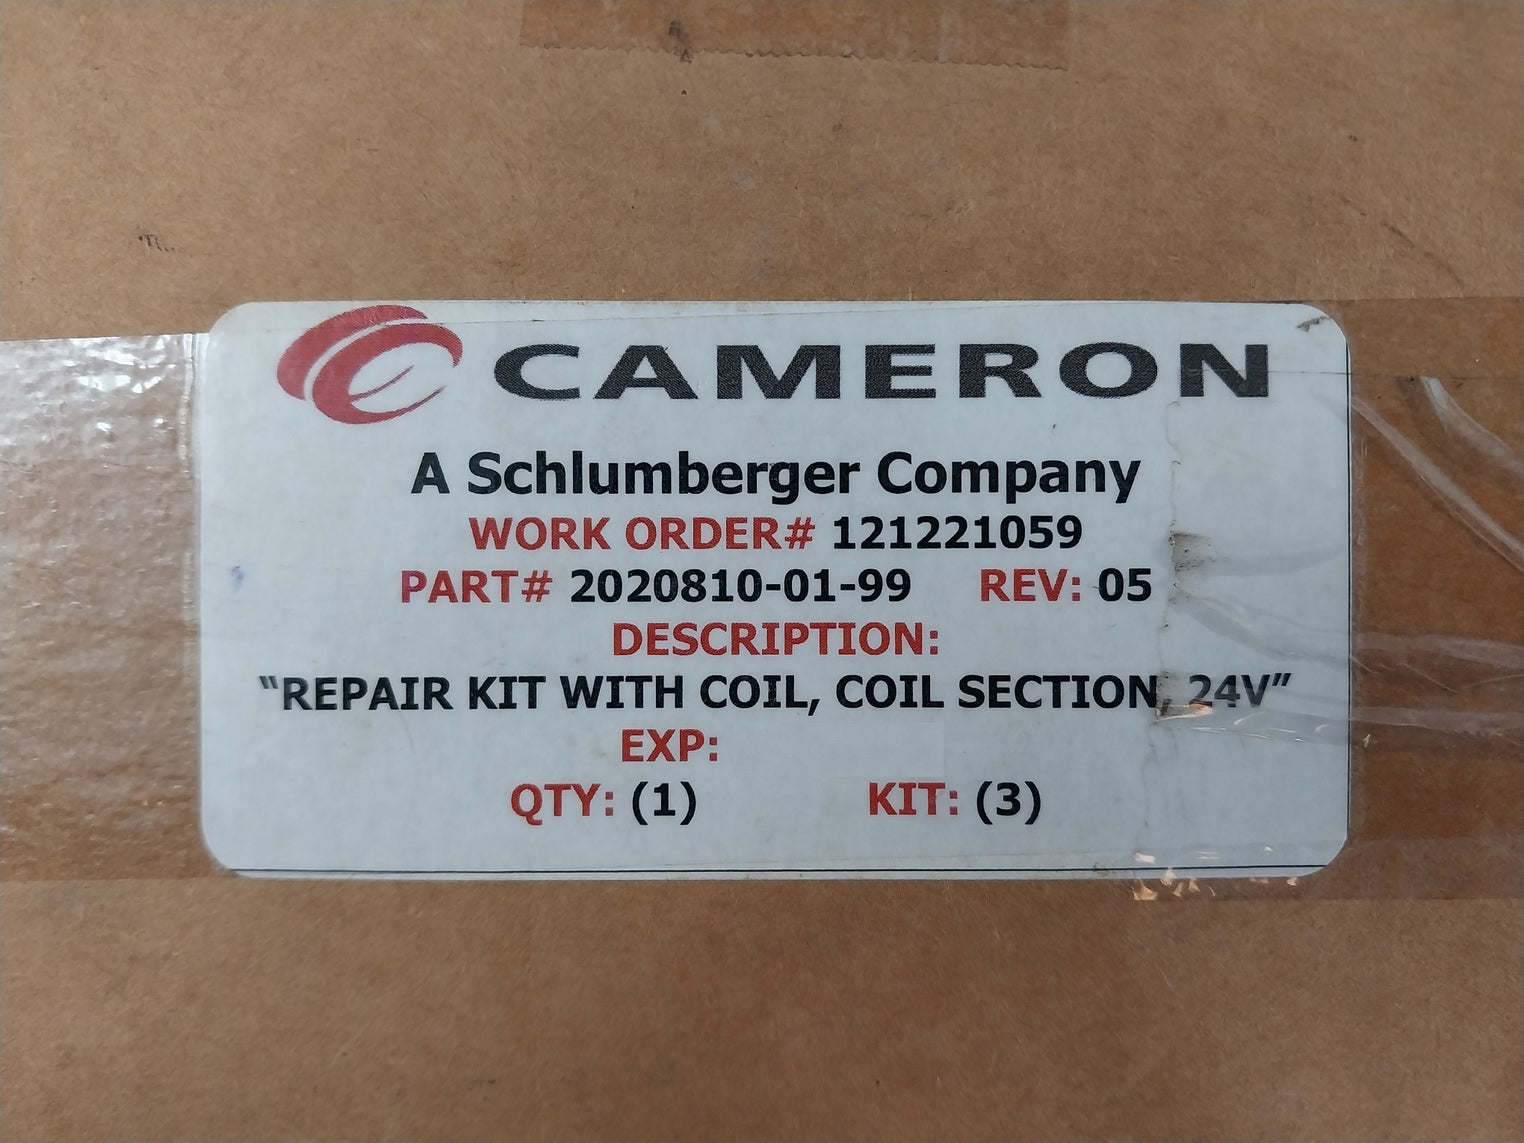 CAMERON
A Schlumberger Company
WORK ORDER# 121221059
PART# 2020810-01-99 REV: 05
DESCRIPTION:
“REPAIR KIT WITH COIL, COIL SECTION, 24V”
EXP:
QTY: (1) KIT: (3)